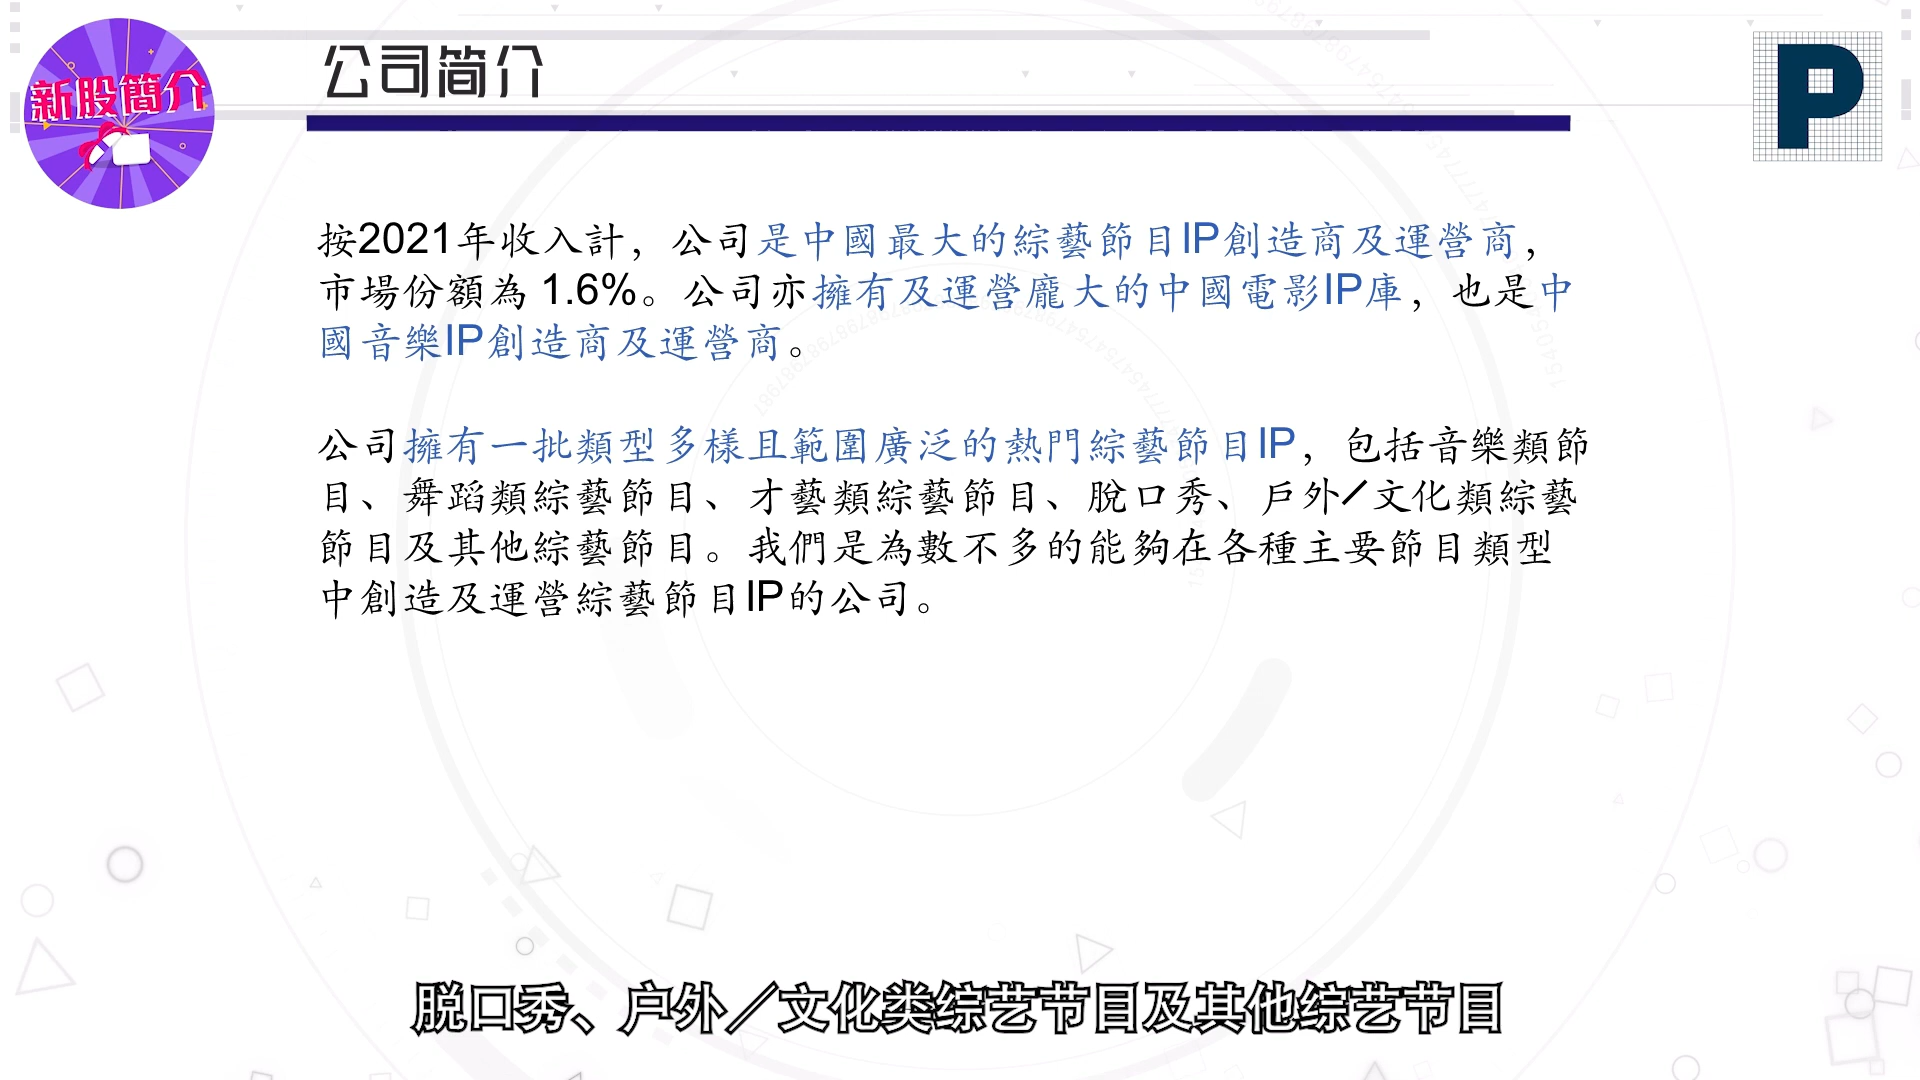 新股簡介
公司简介
P
按2021年收入計，公司是中國最大的綜藝節目IP創造商及運營商，
市場份額為 1.6%。公司亦擁有及運營龐大的中國電影IP庫，也是中
國音樂IP創造商及運營商。
公司擁有一批類型多樣且範圍廣泛的熱門綜藝節目IP，包括音樂類節
目、舞蹈類綜藝節目、才藝類綜藝節目、脫口秀、戶外／文化類綜藝
節目及其他綜藝節目。我們是為數不多的能夠在各種主要節目類型
中創造及運營綜藝節目IP的公司。
脱口秀、户外／文化类综艺节目及其他综艺节目